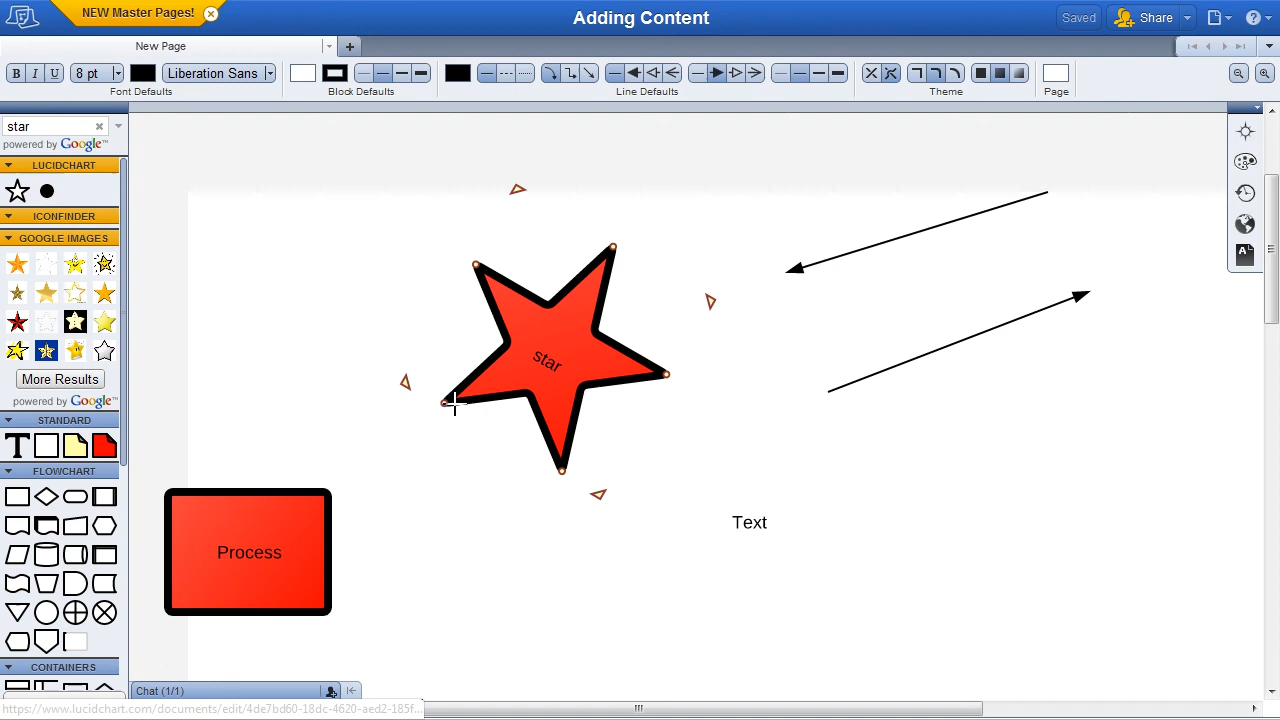 NEW Master Pages!
Adding Content
Saved
Share
New Page
B I U 8 pt Liberation Sans
Font Defaults
Block Defaults
Line Defaults
Theme
Page
star
powered by Google™
LUCIDCHART
ICONFINDER
GOOGLE IMAGES
More Results
powered by Google™
STANDARD
T
FLOWCHART
CONTAINERS
star
Process
Text
A
Chat (1/1)
https://www.lucidchart.com/documents/edit/4de7bd60-18dc-4620-aed2-185f...